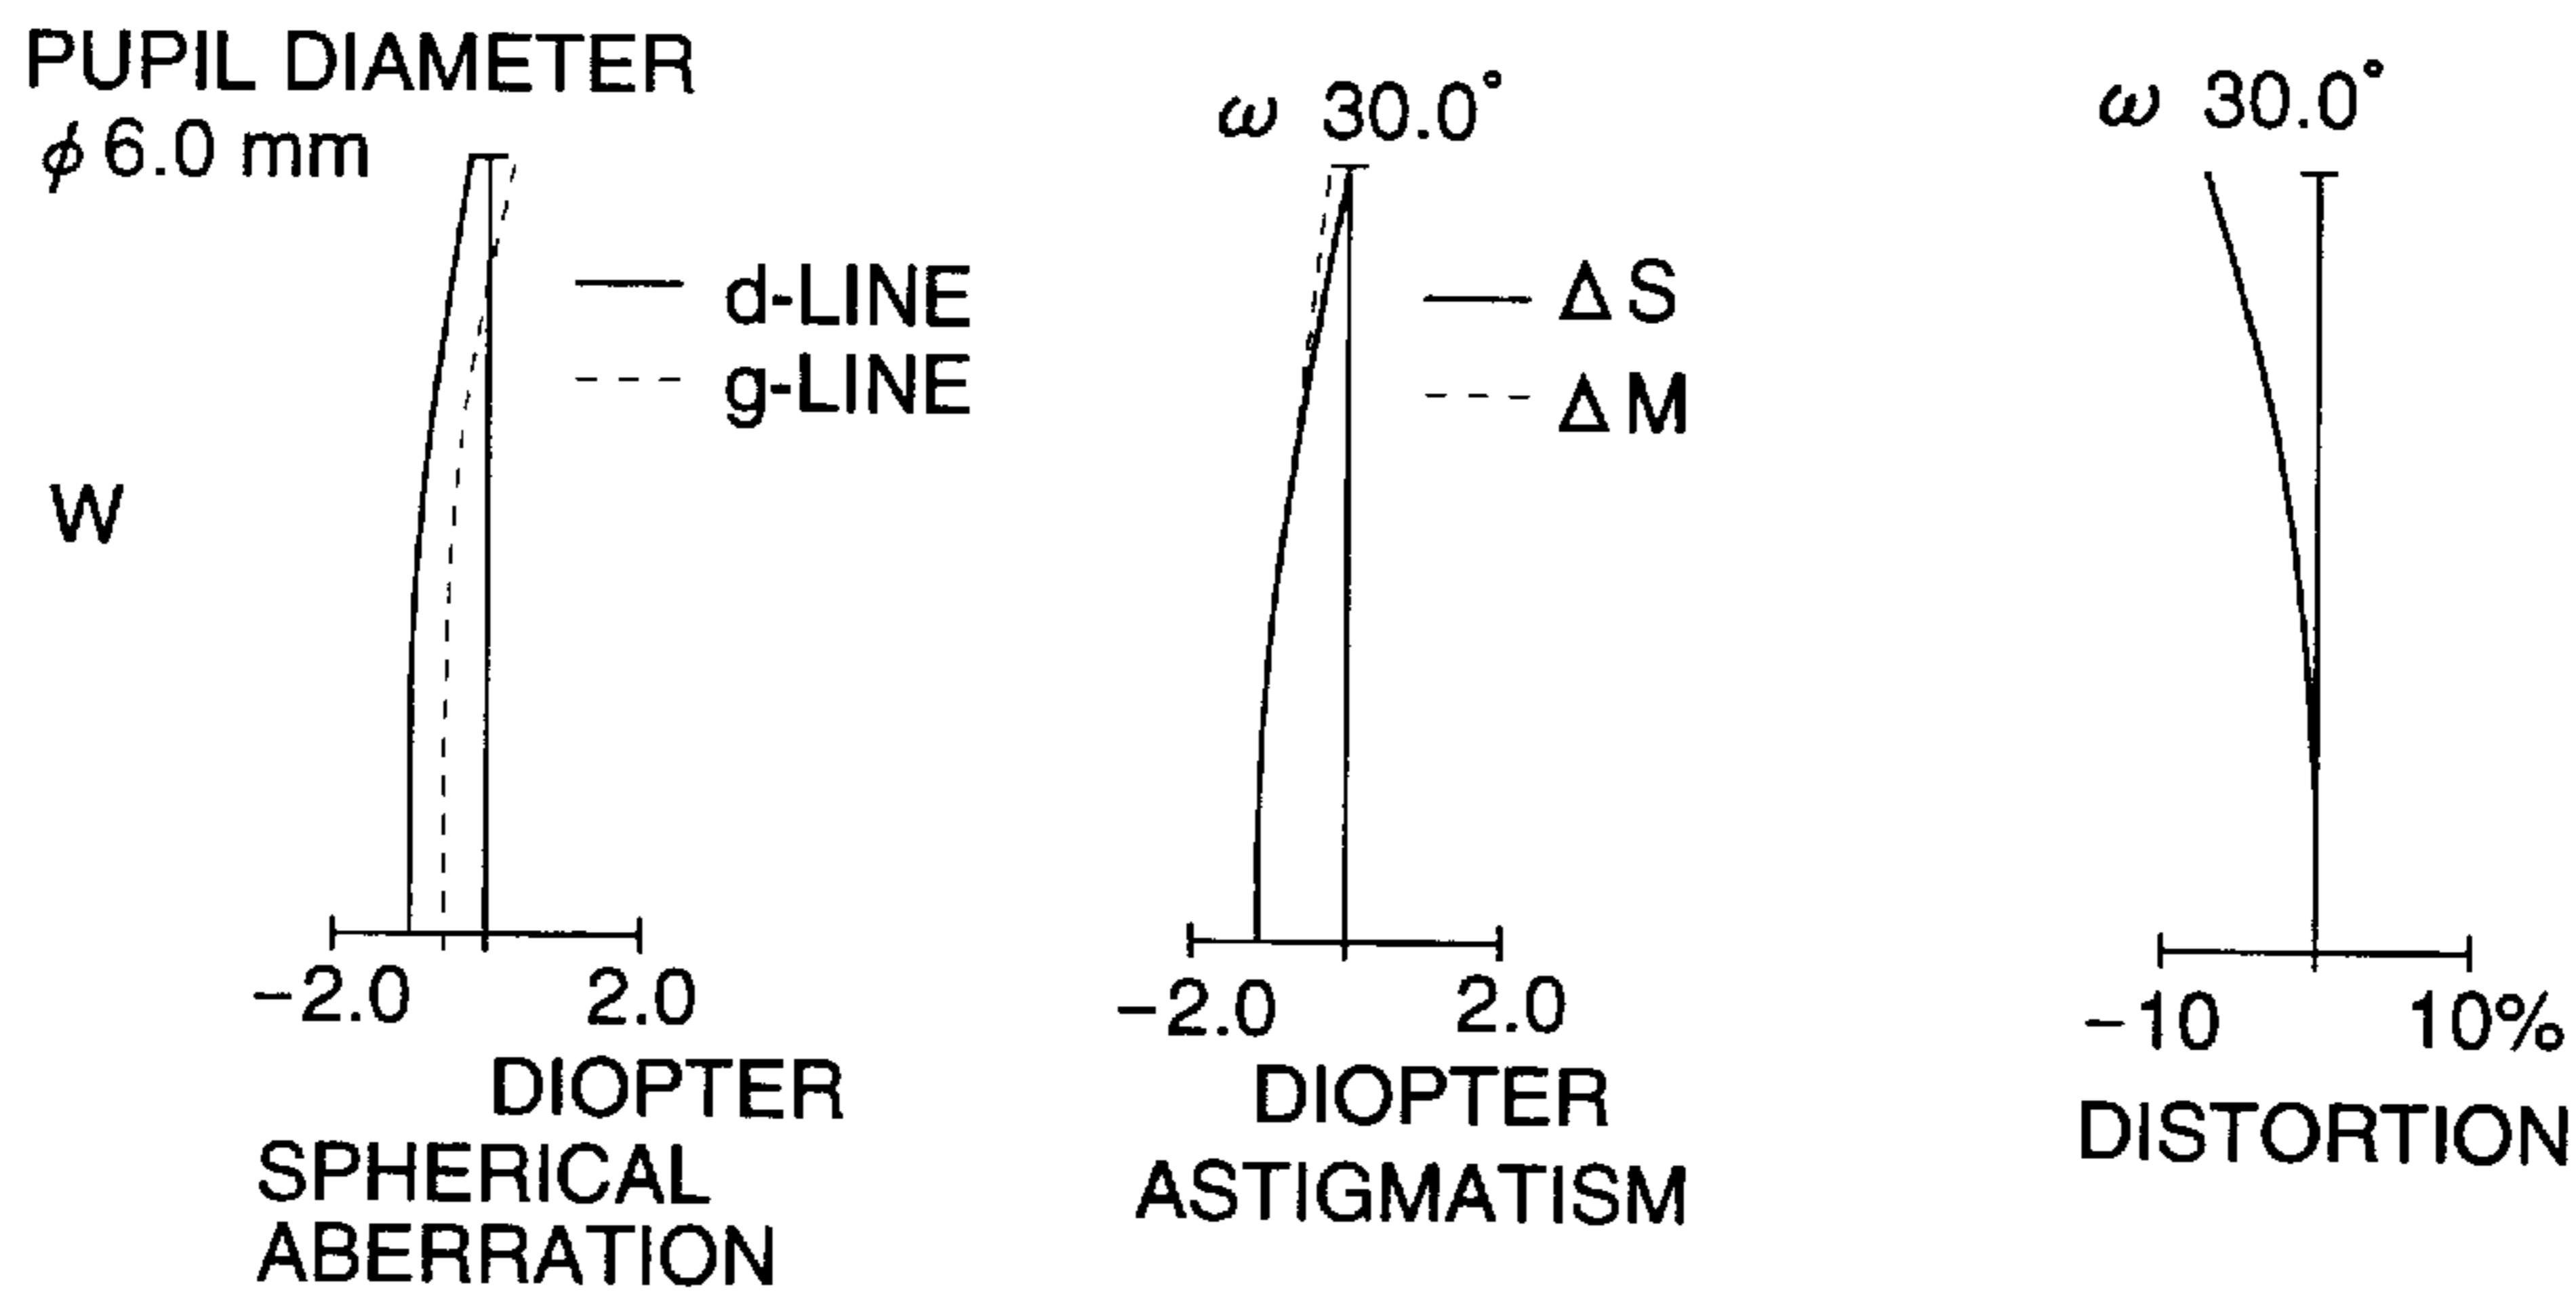 PUPIL DIAMETER
ϕ 6.0 mm
W
d-LINE
g-LINE
−2.0 2.0
DIOPTER
SPHERICAL
ABERRATION
ω 30.0°
ΔS
ΔM
−2.0 2.0
DIOPTER
ASTIGMATISM
ω 30.0°
−10 10%
DISTORTION